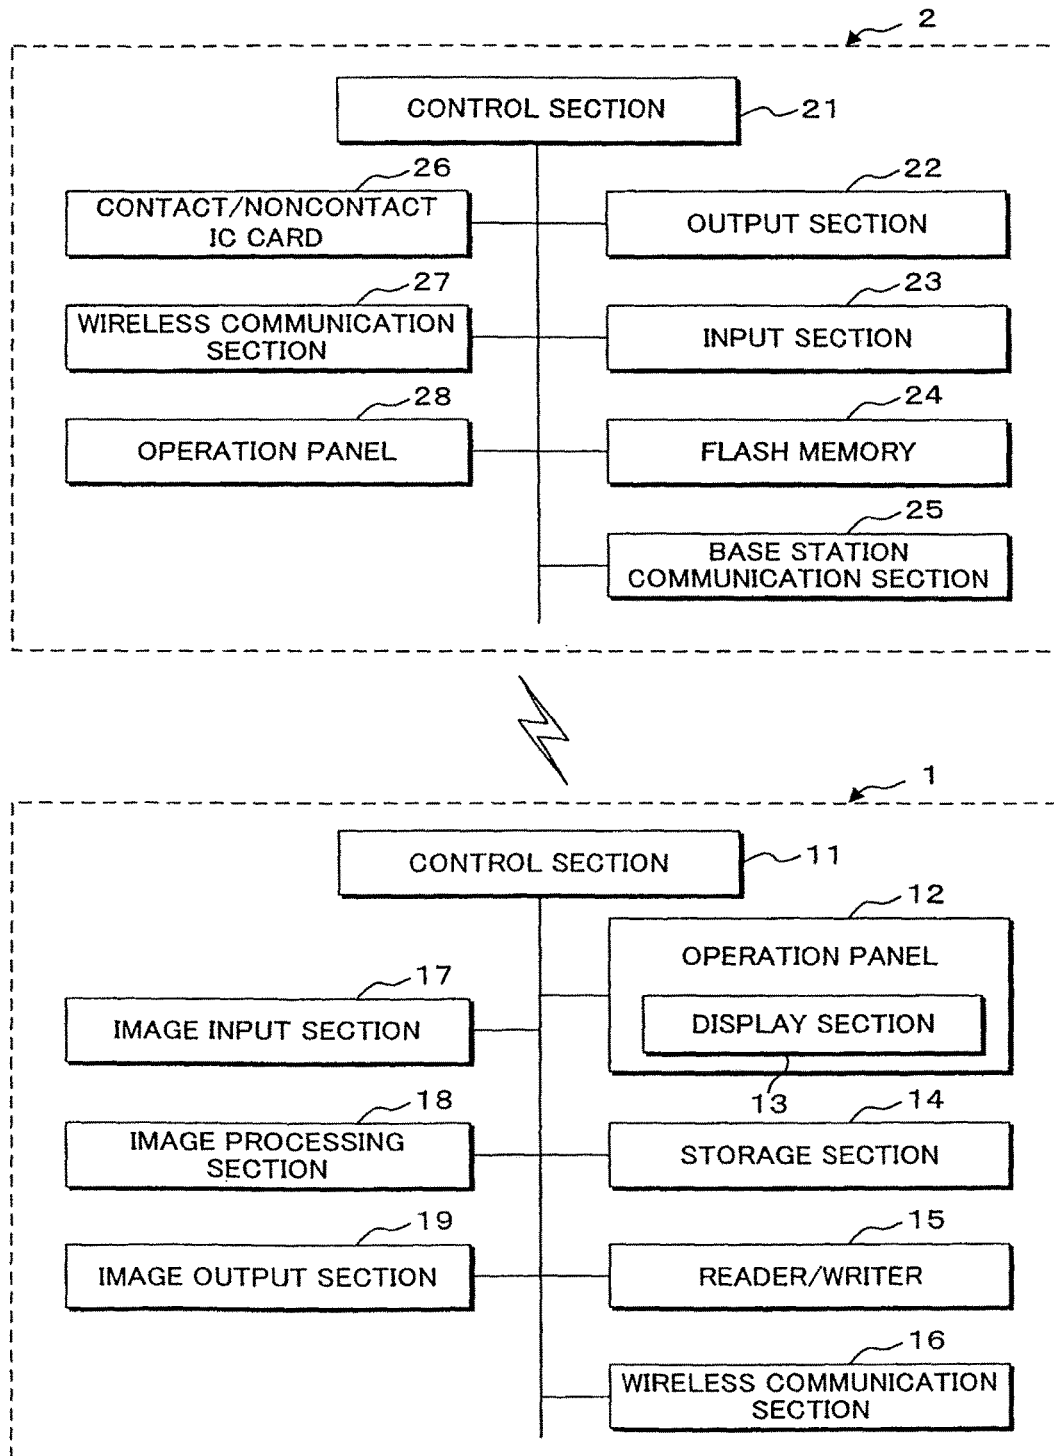 2
CONTROL SECTION
21
26
22
CONTACT/NONCONTACT
IC CARD
OUTPUT SECTION
27
23
WIRELESS COMMUNICATION
SECTION
INPUT SECTION
28
24
OPERATION PANEL
FLASH MEMORY
25
BASE STATION
COMMUNICATION SECTION
1
CONTROL SECTION
11
12
OPERATION PANEL
17
IMAGE INPUT SECTION
DISPLAY SECTION
13
18
14
IMAGE PROCESSING
SECTION
STORAGE SECTION
19
15
IMAGE OUTPUT SECTION
READER/WRITER
16
WIRELESS COMMUNICATION
SECTION